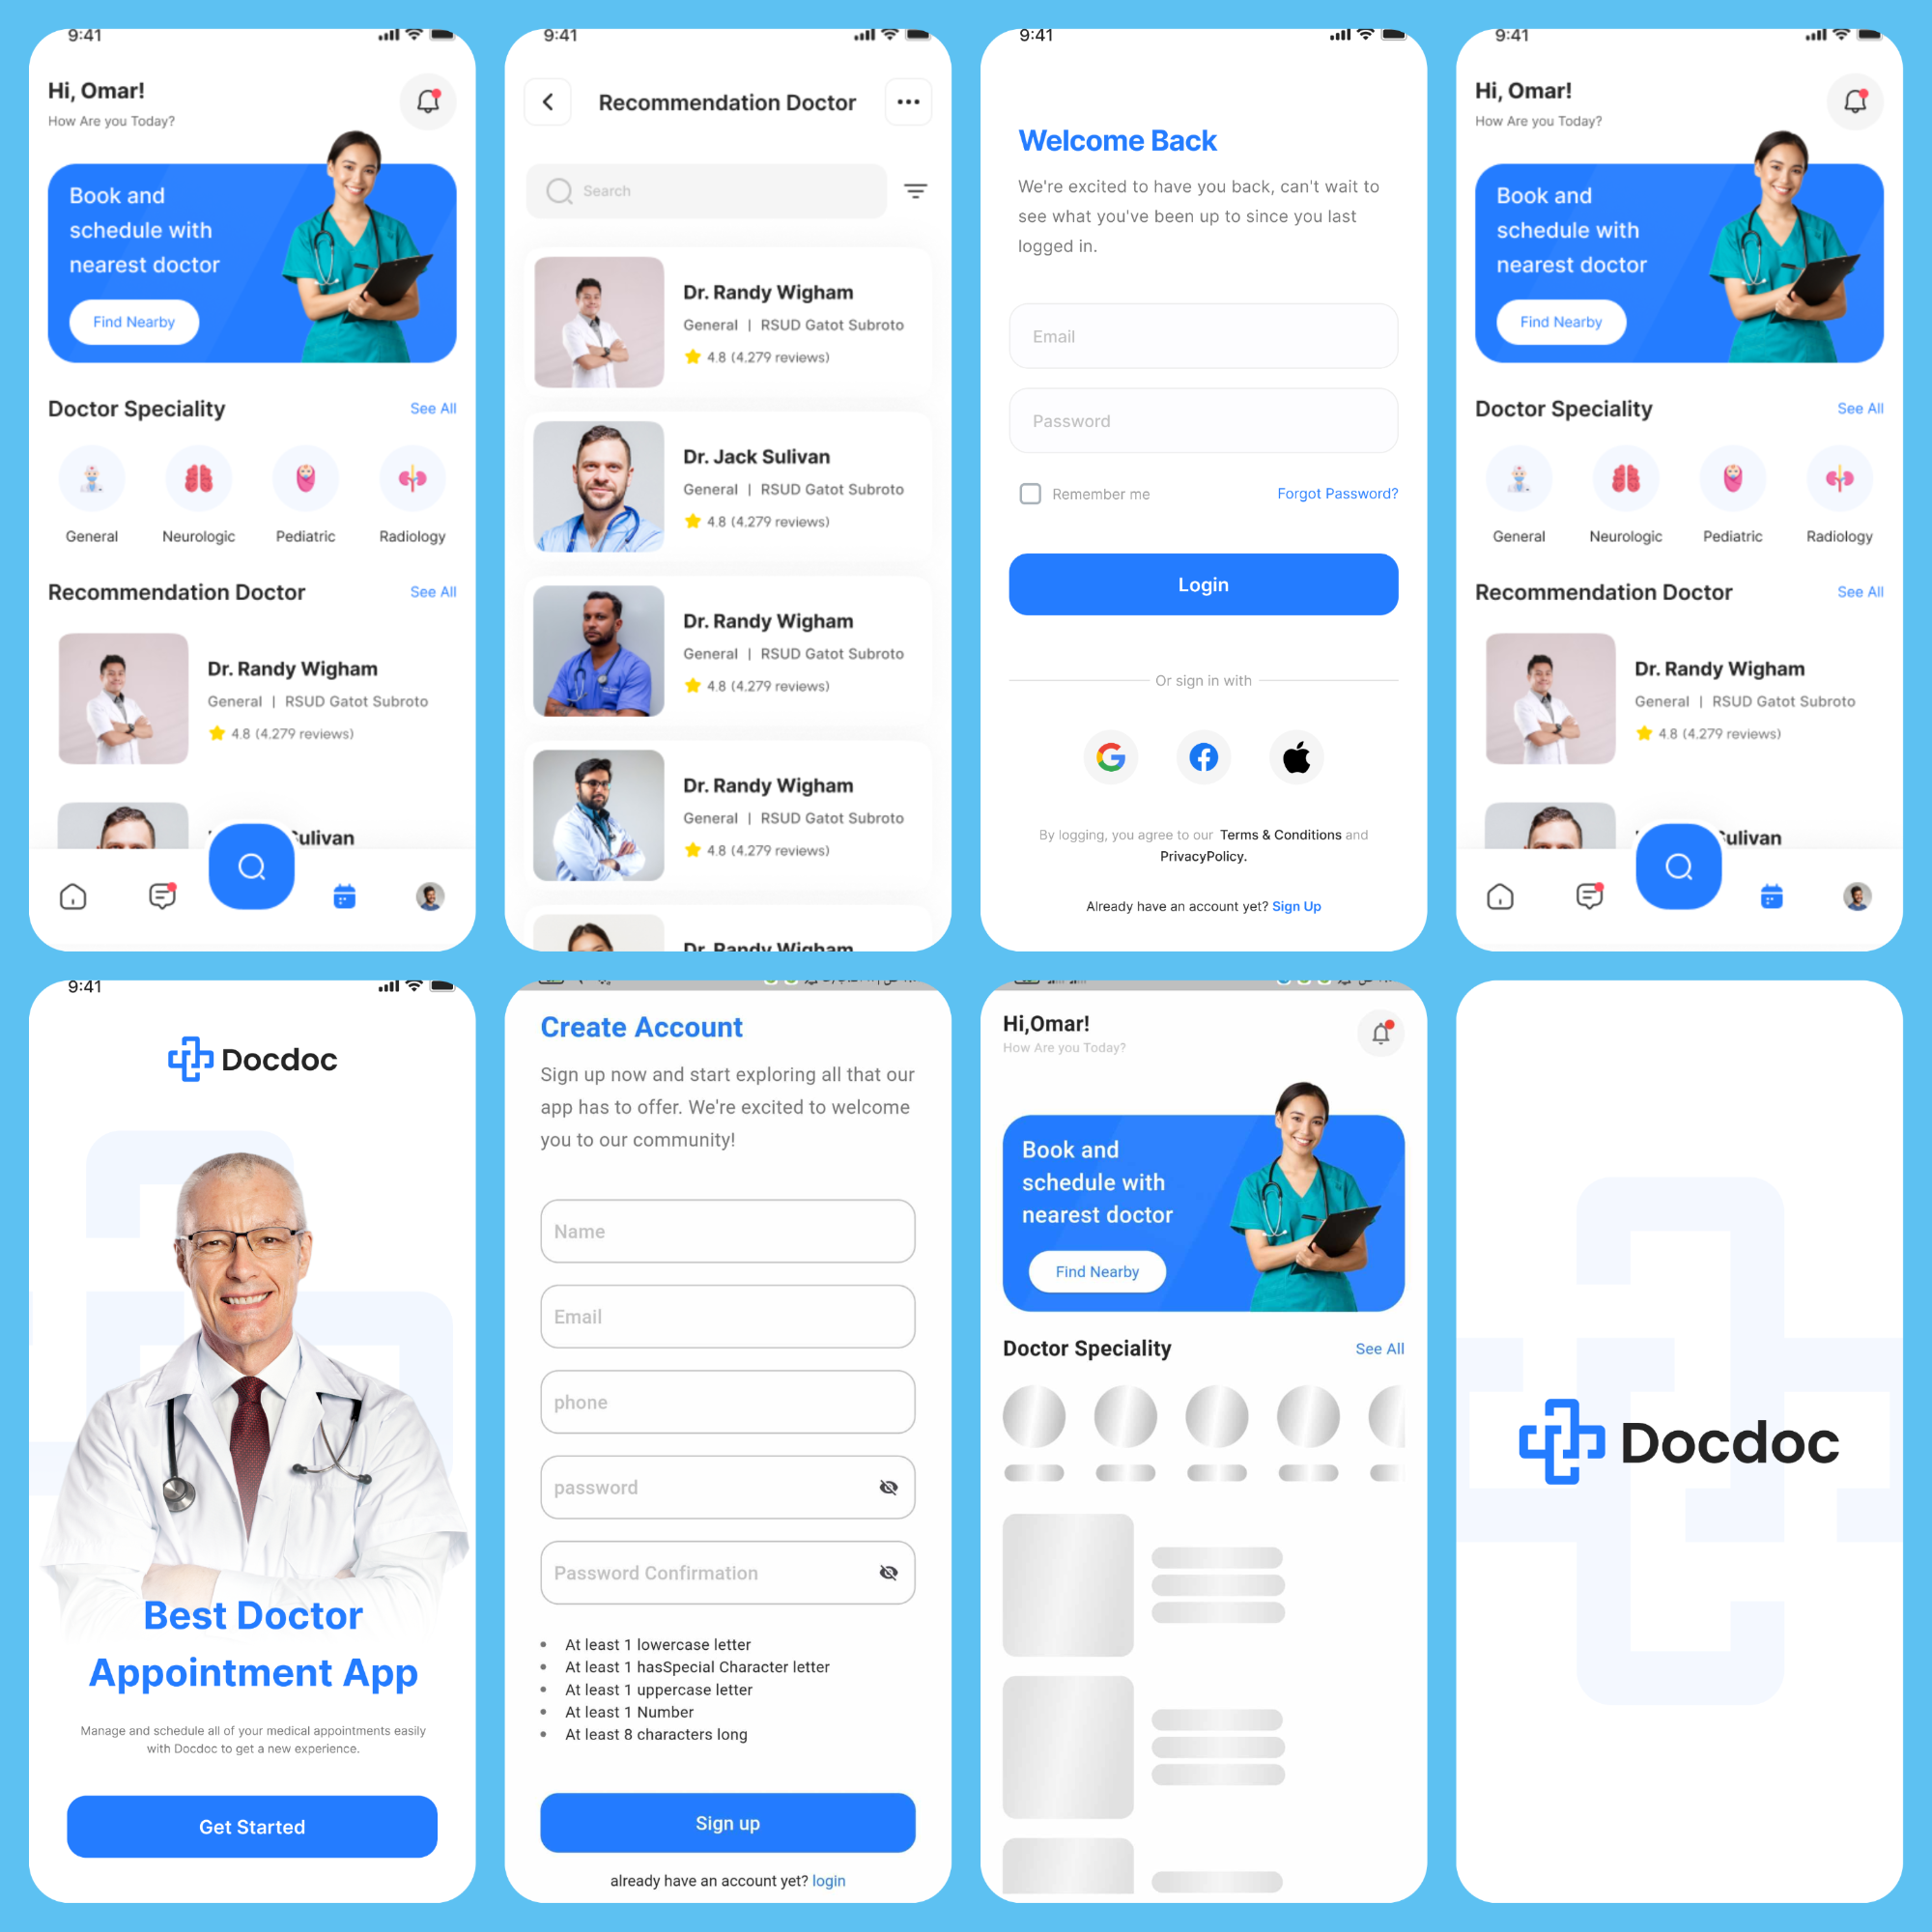 9:41
Hi, Omar!
How Are you Today?
Book and
schedule with
nearest doctor
Find Nearby
Doctor Speciality
See All
General
Neurologic
Pediatric
Radiology
Recommendation Doctor
See All
Dr. Randy Wigham
General | RSUD Gatot Subroto
4.8 (4.279 reviews)
Sulivan
9:41
Recommendation Doctor
Search
Dr. Randy Wigham
General | RSUD Gatot Subroto
4.8 (4.279 reviews)
Dr. Jack Sulivan
General | RSUD Gatot Subroto
4.8 (4.279 reviews)
Dr. Randy Wigham
General | RSUD Gatot Subroto
4.8 (4.279 reviews)
Dr. Randy Wigham
General | RSUD Gatot Subroto
4.8 (4.279 reviews)
Dr. Randy Wigham
9:41
Welcome Back
We're excited to have you back, can't wait to
see what you've been up to since you last
logged in.
Email
Password
Remember me
Forgot Password?
Login
Or sign in with
By logging, you agree to our Terms & Conditions and
PrivacyPolicy.
Already have an account yet? Sign Up
9:41
Hi, Omar!
How Are you Today?
Book and
schedule with
nearest doctor
Find Nearby
Doctor Speciality
See All
General
Neurologic
Pediatric
Radiology
Recommendation Doctor
See All
Dr. Randy Wigham
General | RSUD Gatot Subroto
4.8 (4.279 reviews)
Sulivan
9:41
Docdoc
Best Doctor
Appointment App
Manage and schedule all of your medical appointments easily
with Docdoc to get a new experience.
Get Started
Create Account
Sign up now and start exploring all that our
app has to offer. We're excited to welcome
you to our community!
Name
Email
phone
password
Password Confirmation
• At least 1 lowercase letter
• At least 1 hasSpecial Character letter
• At least 1 uppercase letter
• At least 1 Number
• At least 8 characters long
Sign up
already have an account yet? login
Hi,Omar!
How Are you Today?
Book and
schedule with
nearest doctor
Find Nearby
Doctor Speciality
See All
Docdoc